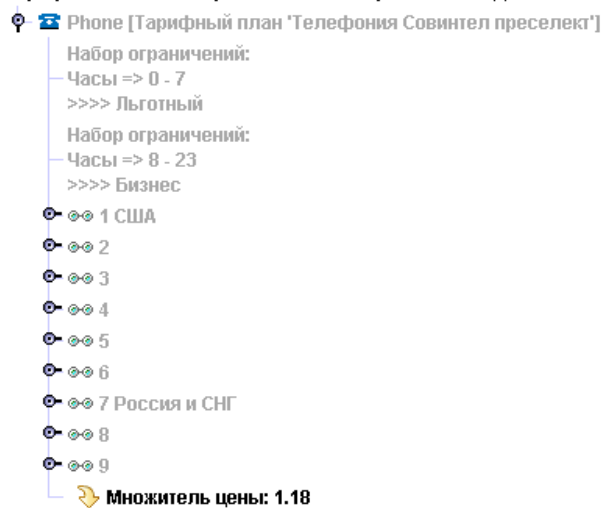 Phone [Тарифный план 'Телефония Совинтел преселект']
Набор ограничений:
Часы => 0 - 7
>>>> Льготный
Набор ограничений:
Часы => 8 - 23
>>>> Бизнес
1 США
2
3
4
5
6
7 Россия и СНГ
8
9
Множитель цены: 1.18